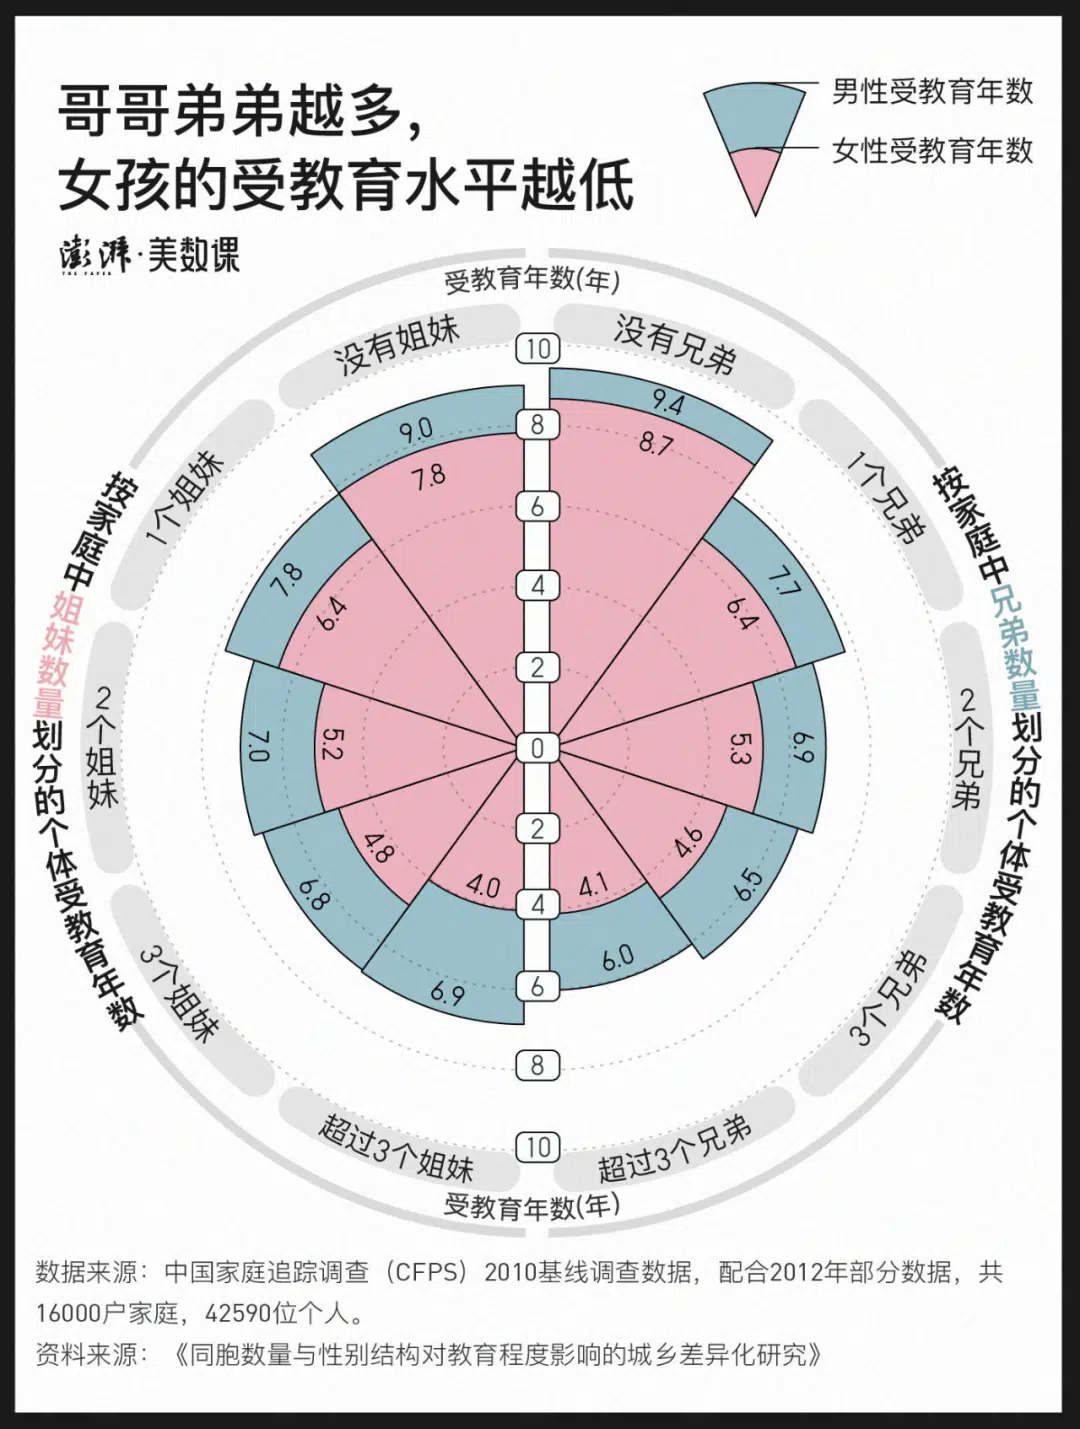 哥哥弟弟越多，
女孩的受教育水平越低
澎湃·美数课
THE PAPER
男性受教育年数
女性受教育年数
受教育年数(年)
没有姐妹
没有兄弟
1个姐妹
1个兄弟
2个姐妹
2个兄弟
3个姐妹
3个兄弟
超过3个姐妹
超过3个兄弟
受教育年数(年)
按家庭中姐妹数量划分的个体受教育年数
按家庭中兄弟数量划分的个体受教育年数
10
8
6
4
2
0
2
4
6
8
10
9.0
7.8
7.8
6.4
7.0
5.2
6.8
4.8
6.9
4.0
9.4
8.7
7.7
6.4
6.9
5.3
6.5
4.6
6.0
4.1
数据来源：中国家庭追踪调查（CFPS）2010基线调查数据，配合2012年部分数据，共
16000户家庭，42590位个人。
资料来源：《同胞数量与性别结构对教育程度影响的城乡差异化研究》